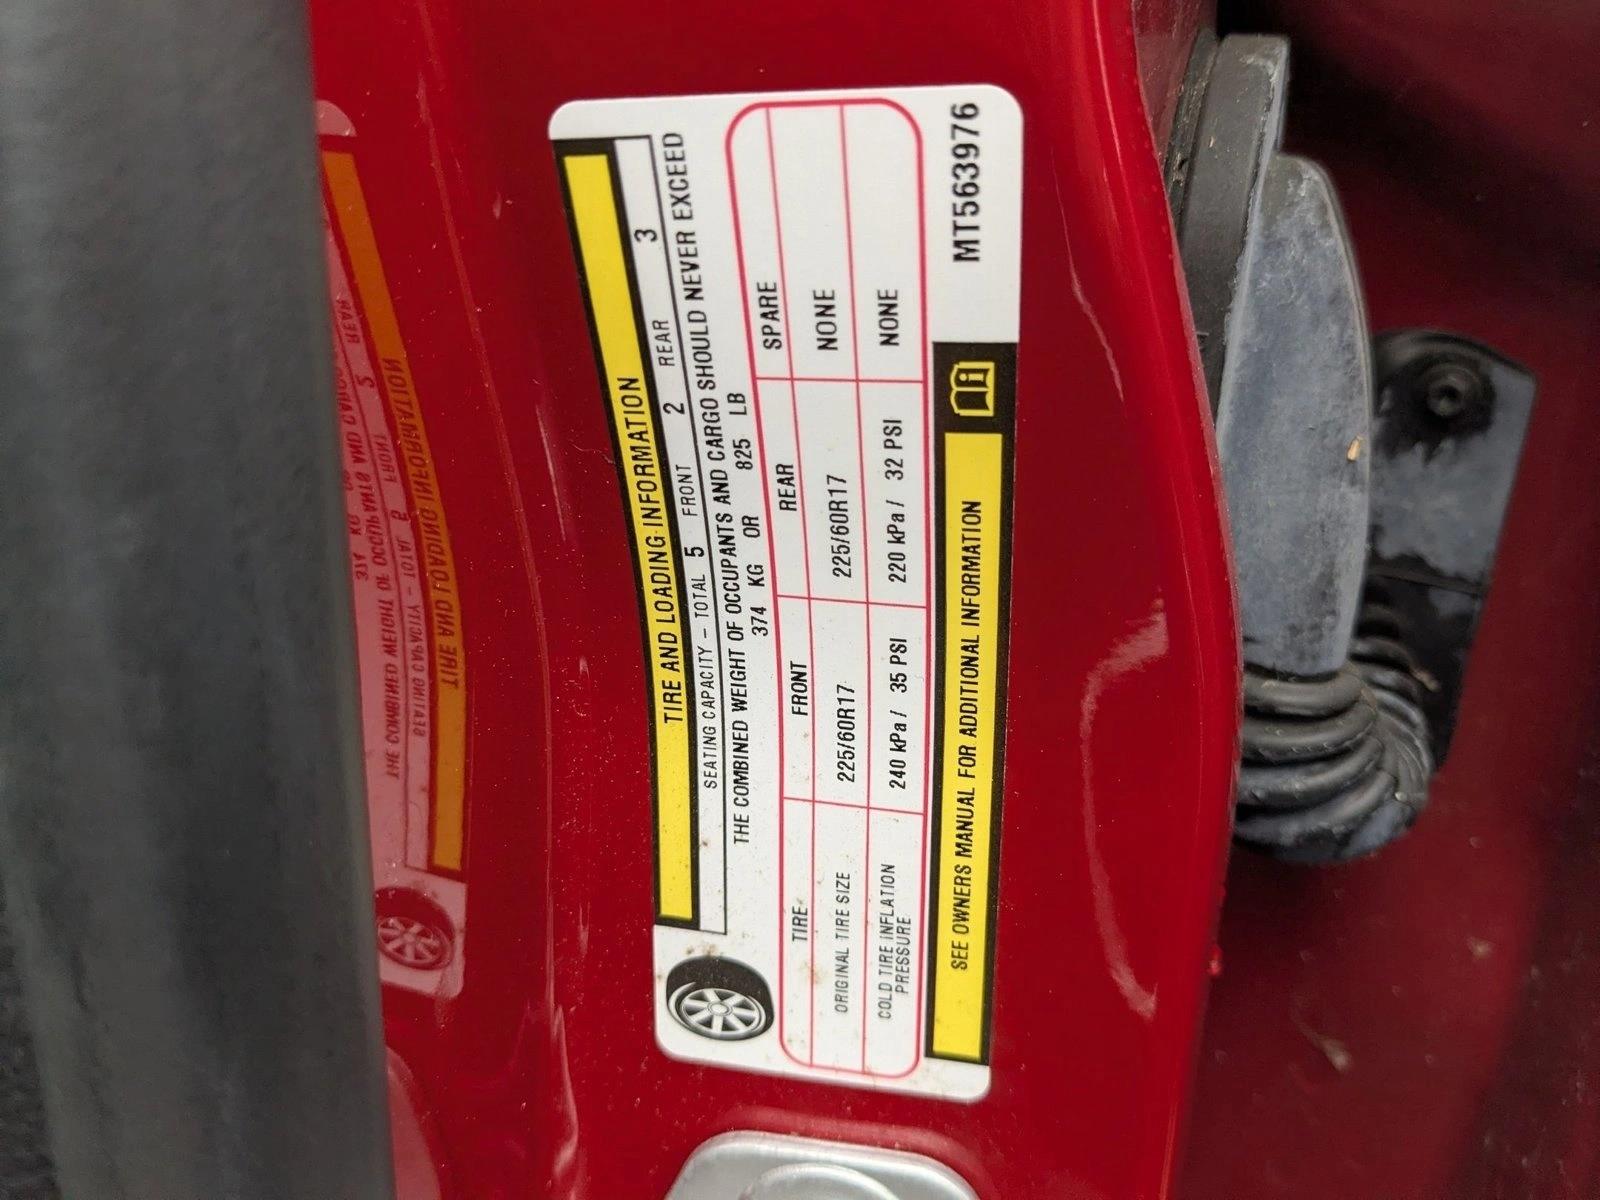 TIRE AND LOADING INFORMATION
SEATING CAPACITY – TOTAL 5 FRONT 2 REAR 3
THE COMBINED WEIGHT OF OCCUPANTS AND CARGO SHOULD NEVER EXCEED
374 KG OR 825 LB
TIRE FRONT REAR SPARE
ORIGINAL TIRE SIZE 225/60R17 225/60R17 NONE
COLD TIRE INFLATION PRESSURE 240 kPa / 35 PSI 220 kPa / 32 PSI NONE
SEE OWNERS MANUAL FOR ADDITIONAL INFORMATION
MT563976